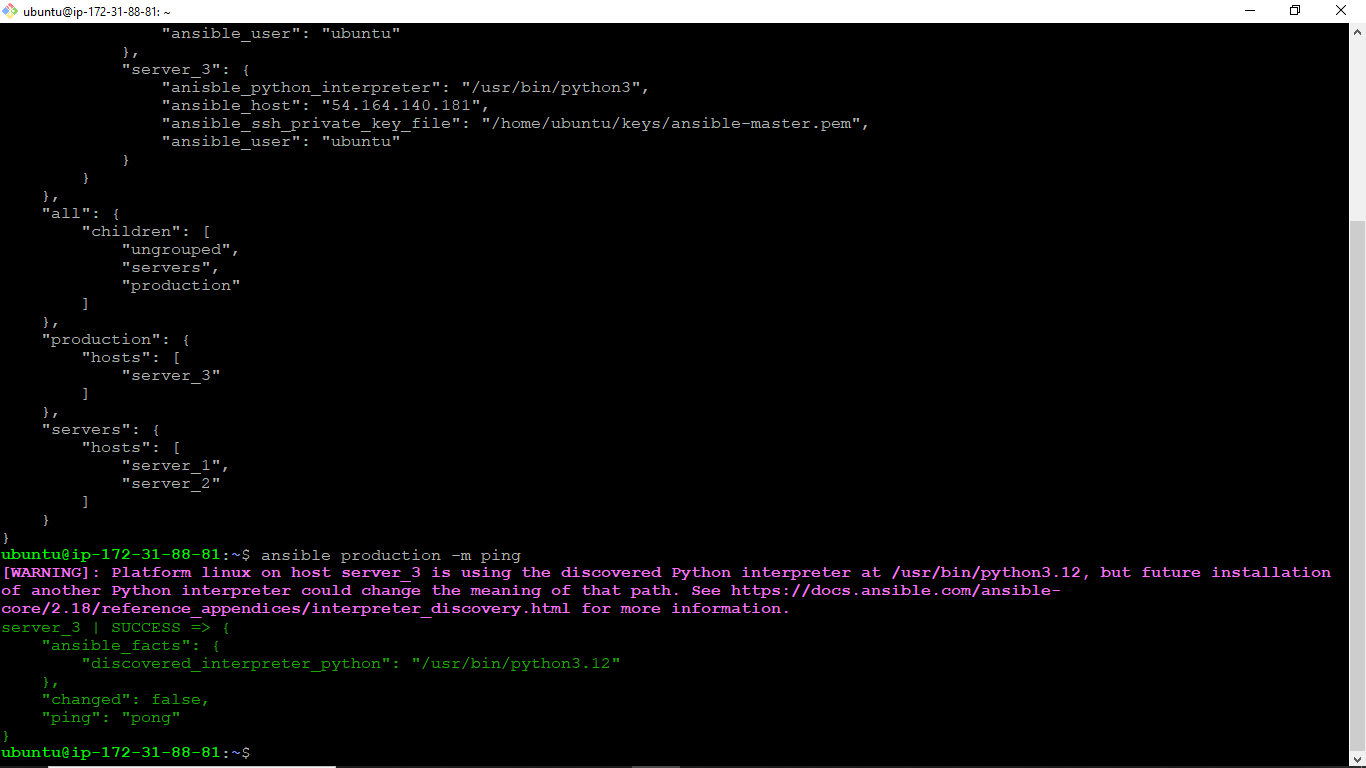 ubuntu@ip-172-31-88-81: ~
"ansible_user": "ubuntu"
},
"server_3": {
"anisble_python_interpreter": "/usr/bin/python3",
"ansible_host": "54.164.140.181",
"ansible_ssh_private_key_file": "/home/ubuntu/keys/ansible-master.pem",
"ansible_user": "ubuntu"
}
}
},
"all": {
"children": [
"ungrouped",
"servers",
"production"
]
},
"production": {
"hosts": [
"server_3"
]
},
"servers": {
"hosts": [
"server_1",
"server_2"
]
}
}
ubuntu@ip-172-31-88-81:~$ ansible production -m ping
[WARNING]: Platform linux on host server_3 is using the discovered Python interpreter at /usr/bin/python3.12, but future installation
of another Python interpreter could change the meaning of that path. See https://docs.ansible.com/ansible-
core/2.18/reference_appendices/interpreter_discovery.html for more information.
server_3 | SUCCESS => {
"ansible_facts": {
"discovered_interpreter_python": "/usr/bin/python3.12"
},
"changed": false,
"ping": "pong"
}
ubuntu@ip-172-31-88-81:~$